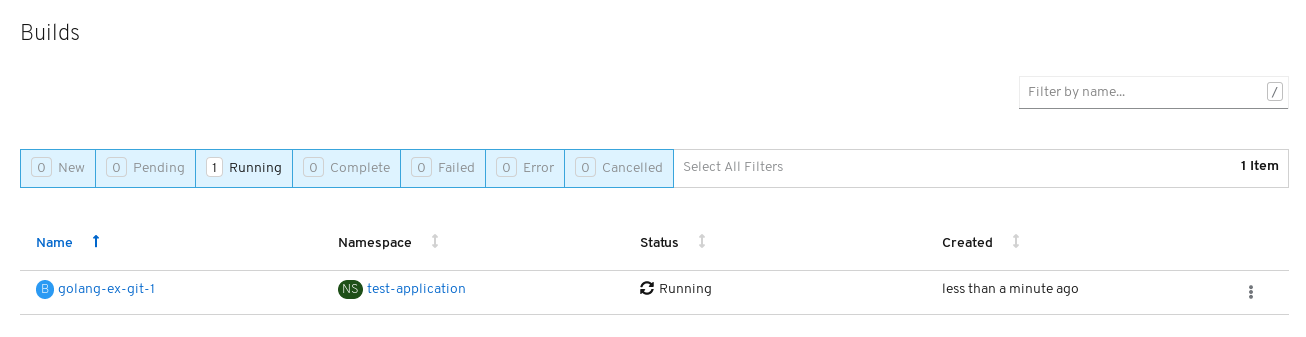 Builds
Filter by name... /
0 New 0 Pending 1 Running 0 Complete 0 Failed 0 Error 0 Cancelled Select All Filters 1 Item
Name Namespace Status Created
B golang-ex-git-1 NS test-application Running less than a minute ago